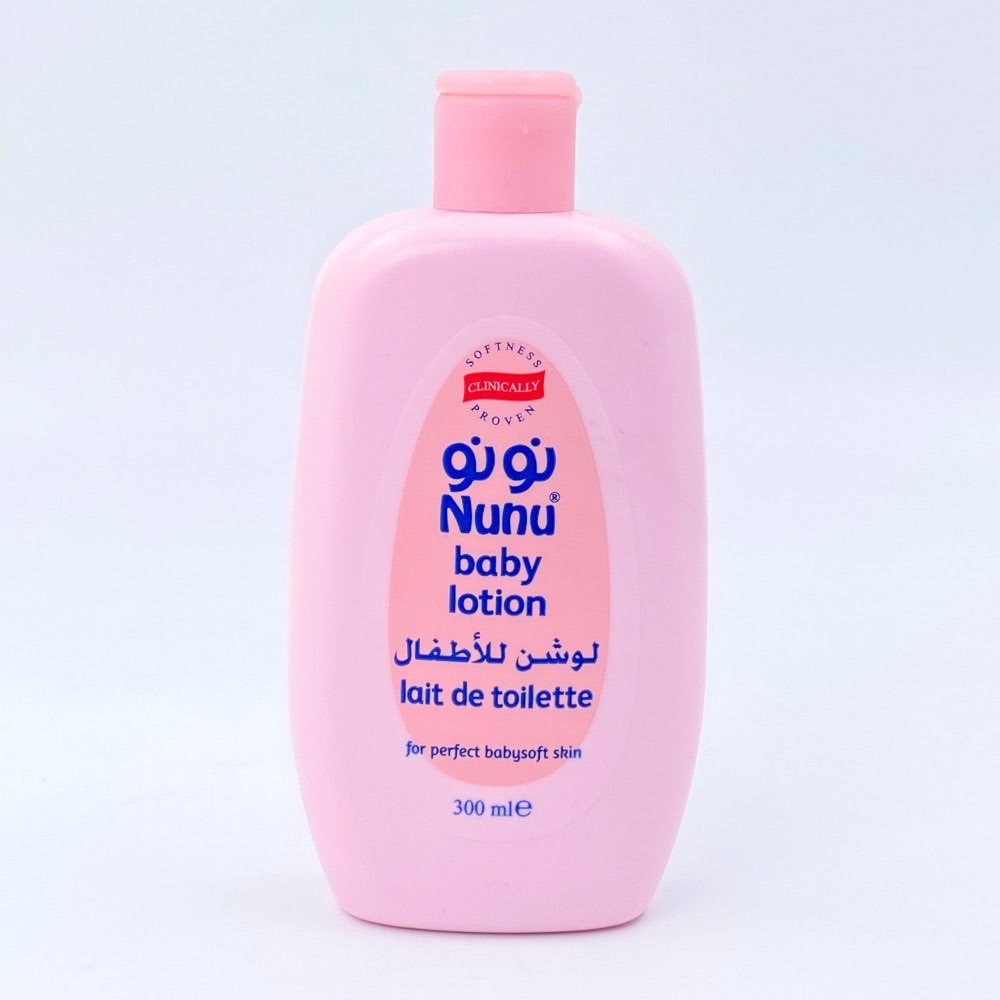 SOFTNESS
CLINICALLY
PROVEN
نونو
Nunu®
baby
lotion
لوشن للأطفال
lait de toilette
for perfect babysoft skin
300 ml℮